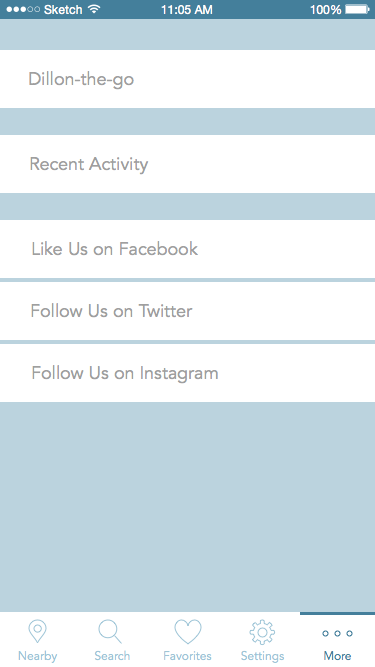 Sketch 11:05 AM 100%
Dillon-the-go
Recent Activity
Like Us on Facebook
Follow Us on Twitter
Follow Us on Instagram
Nearby Search Favorites Settings More